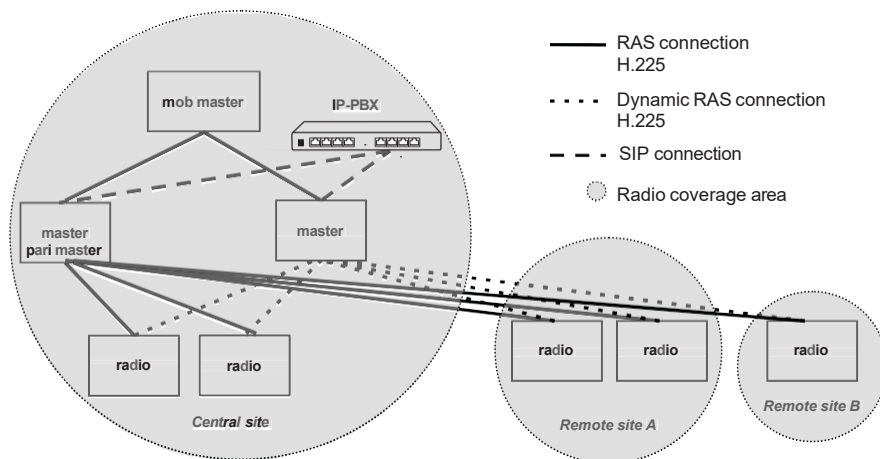 RAS connection
H.225
mob master
IP-PBX
Dynamic RAS connection
H.225
SIP connection
Radio coverage area
master
pari master
master
radio
radio
radio
radio
radio
Central site
Remote site A
Remote site B